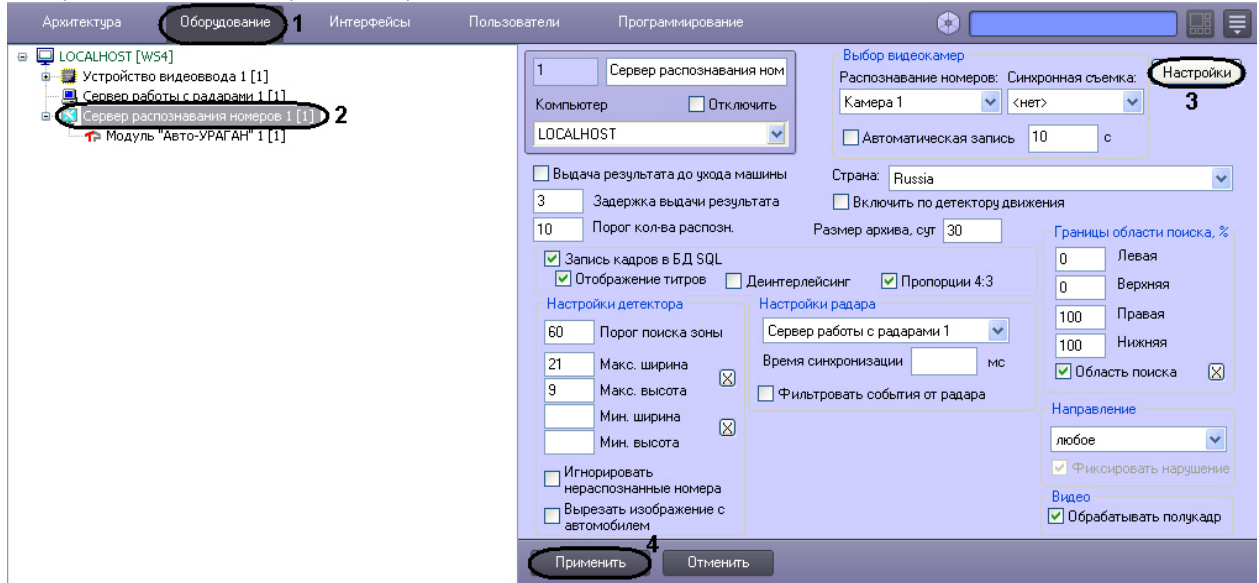 Архитектура Оборудование 1 Интерфейсы Пользователи Программирование
LOCALHOST [WS4]
Устройство видеоввода 1 [1]
Сервер работы с радарами 1 [1]
Сервер распознавания номеров 1 [1] 2
Модуль "Авто-УРАГАН" 1 [1]
1 Сервер распознавания ном
Компьютер Отключить
LOCALHOST
Выбор видеокамер
Распознавание номеров: Синхронная съемка:
Камера 1 <нет>
Автоматическая запись 10 с
Настройки
3
Выдача результата до ухода машины
3 Задержка выдачи результата
10 Порог кол-ва распозн.
Страна: Russia
Включить по детектору движения
Размер архива, сут 30
Запись кадров в БД SQL
Отображение титров Деинтерлейсинг Пропорции 4:3
Настройки детектора
60 Порог поиска зоны
21 Макс. ширина
9 Макс. высота
Мин. ширина
Мин. высота
Игнорировать
нераспознанные номера
Вырезать изображение с
автомобилем
Настройки радара
Сервер работы с радарами 1
Время синхронизации мс
Фильтровать события от радара
Границы области поиска, %
0 Левая
0 Верхняя
100 Правая
100 Нижняя
Область поиска
Направление
любое
Фиксировать нарушение
Видео
Обрабатывать полукадр
Применить 4 Отменить